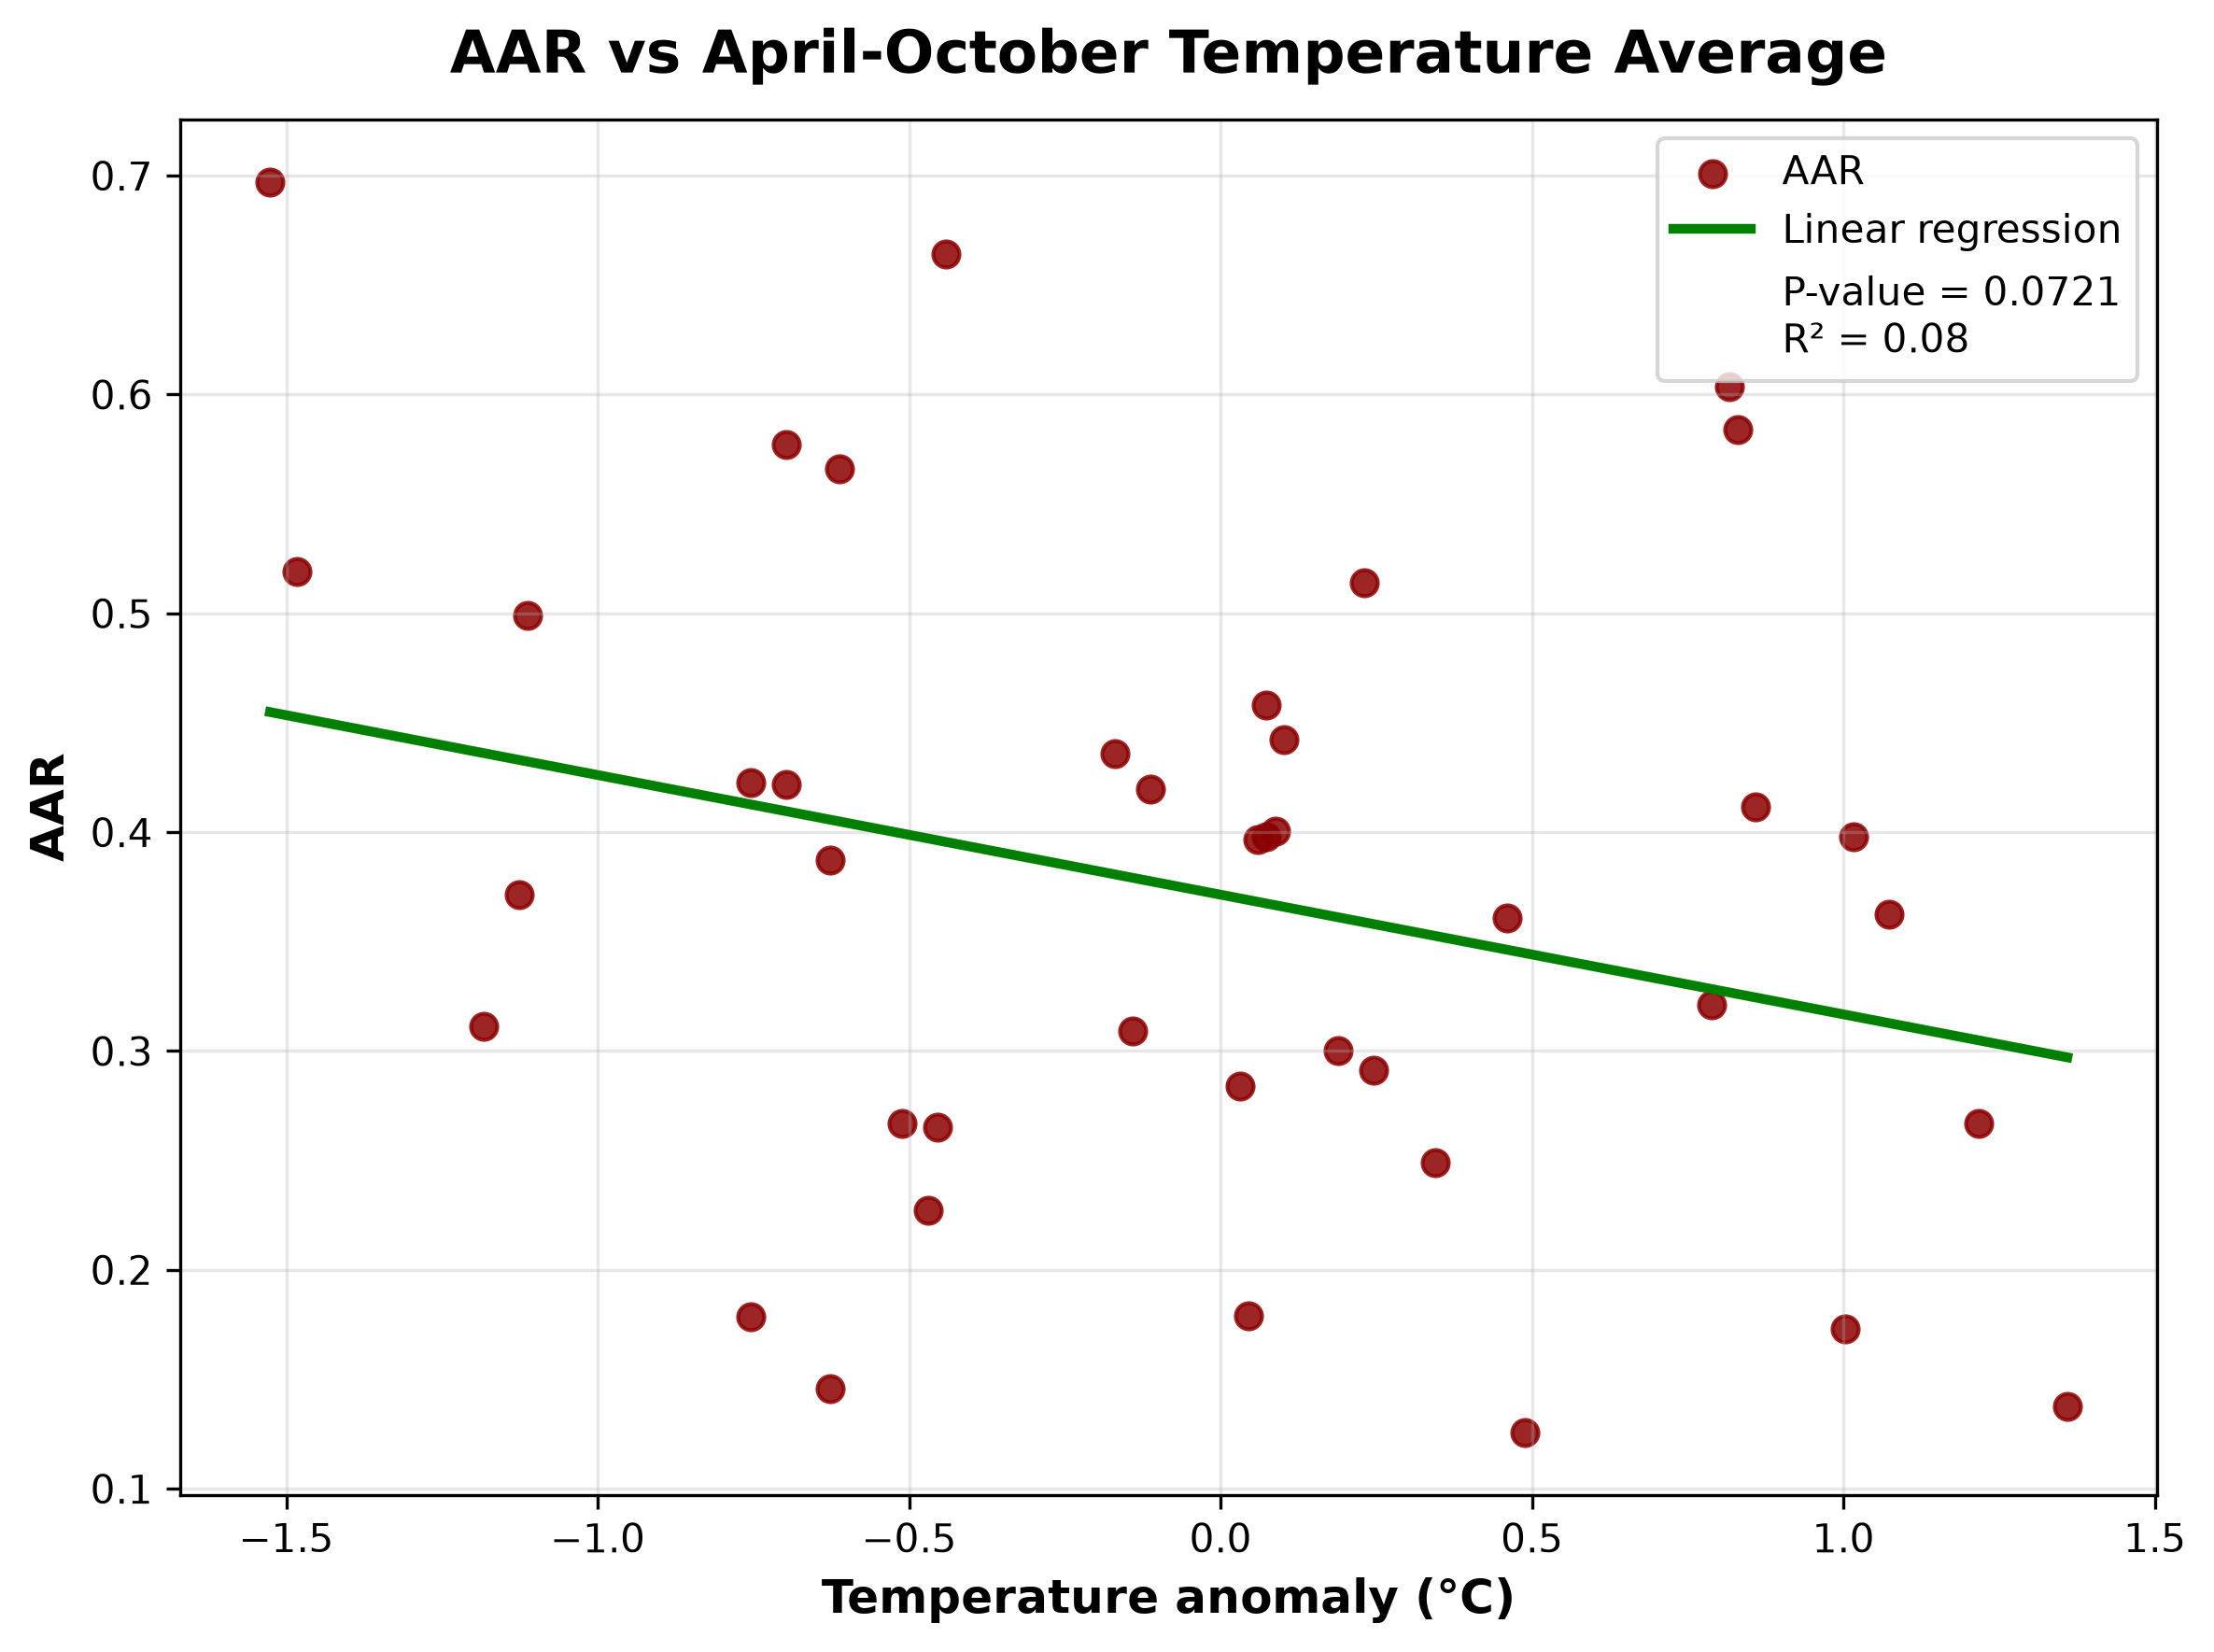 AAR vs April-October Temperature Average
AAR
Linear regression
P-value = 0.0721
R² = 0.08
0.7
0.6
0.5
0.4
0.3
0.2
0.1
AAR
−1.5
−1.0
−0.5
0.0
0.5
1.0
1.5
Temperature anomaly (°C)